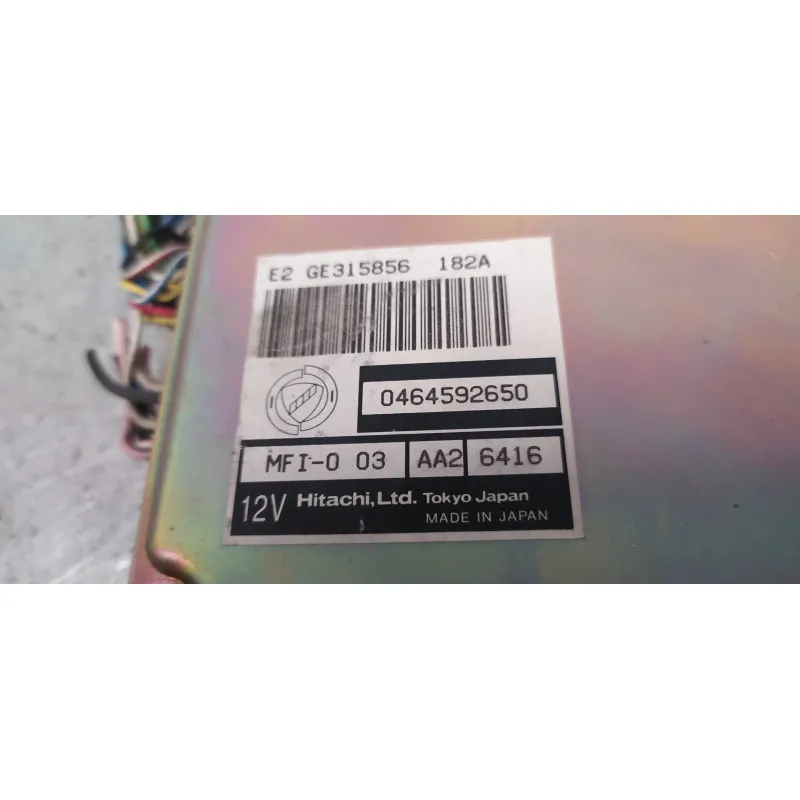 E2 GE315856 182A
0464592650
MFI-0 03 AA2 6416
12V Hitachi,Ltd. Tokyo Japan
MADE IN JAPAN